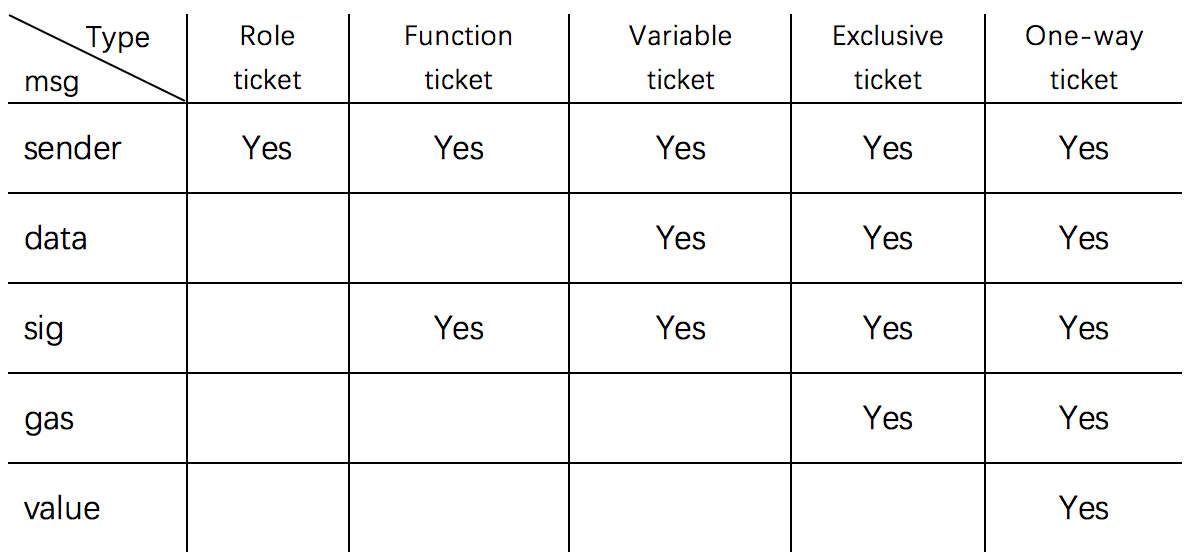 Type Role Function Variable Exclusive One-way
msg ticket ticket ticket ticket ticket
sender Yes Yes Yes Yes Yes
data Yes Yes Yes
sig Yes Yes Yes Yes
gas Yes Yes
value Yes